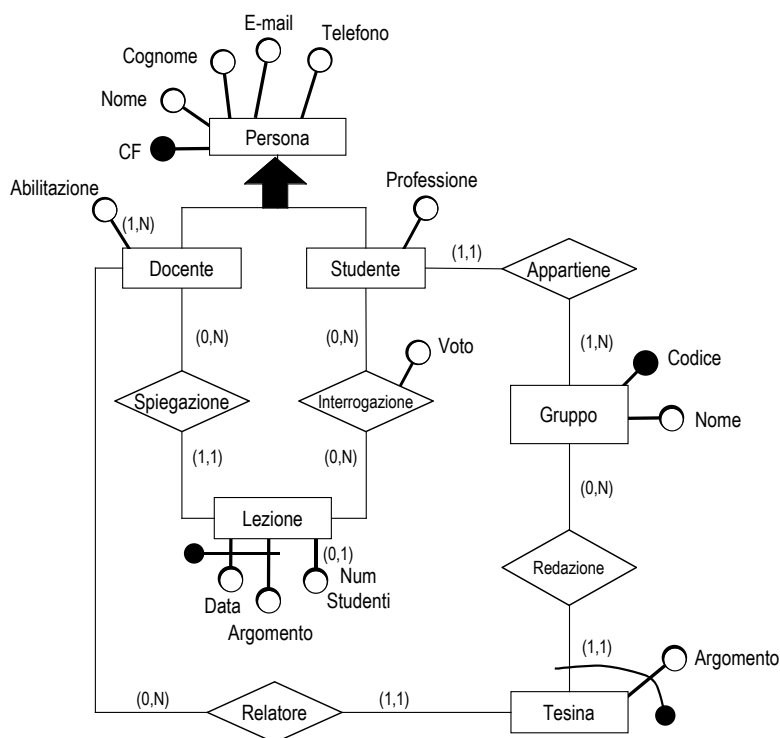 E-mail
Cognome
Telefono
Nome
Persona
CF
Abilitazione
Professione
(1,N)
(1,1)
Docente
Studente
Appartiene
(0,N)
(0,N)
(1,N)
Voto
Codice
Spiegazione
Interrogazione
Gruppo
Nome
(1,1)
(0,N)
(0,N)
Lezione
(0,1)
Num
Studenti
Data
Argomento
Redazione
(1,1)
Argomento
(0,N)
Relatore
(1,1)
Tesina